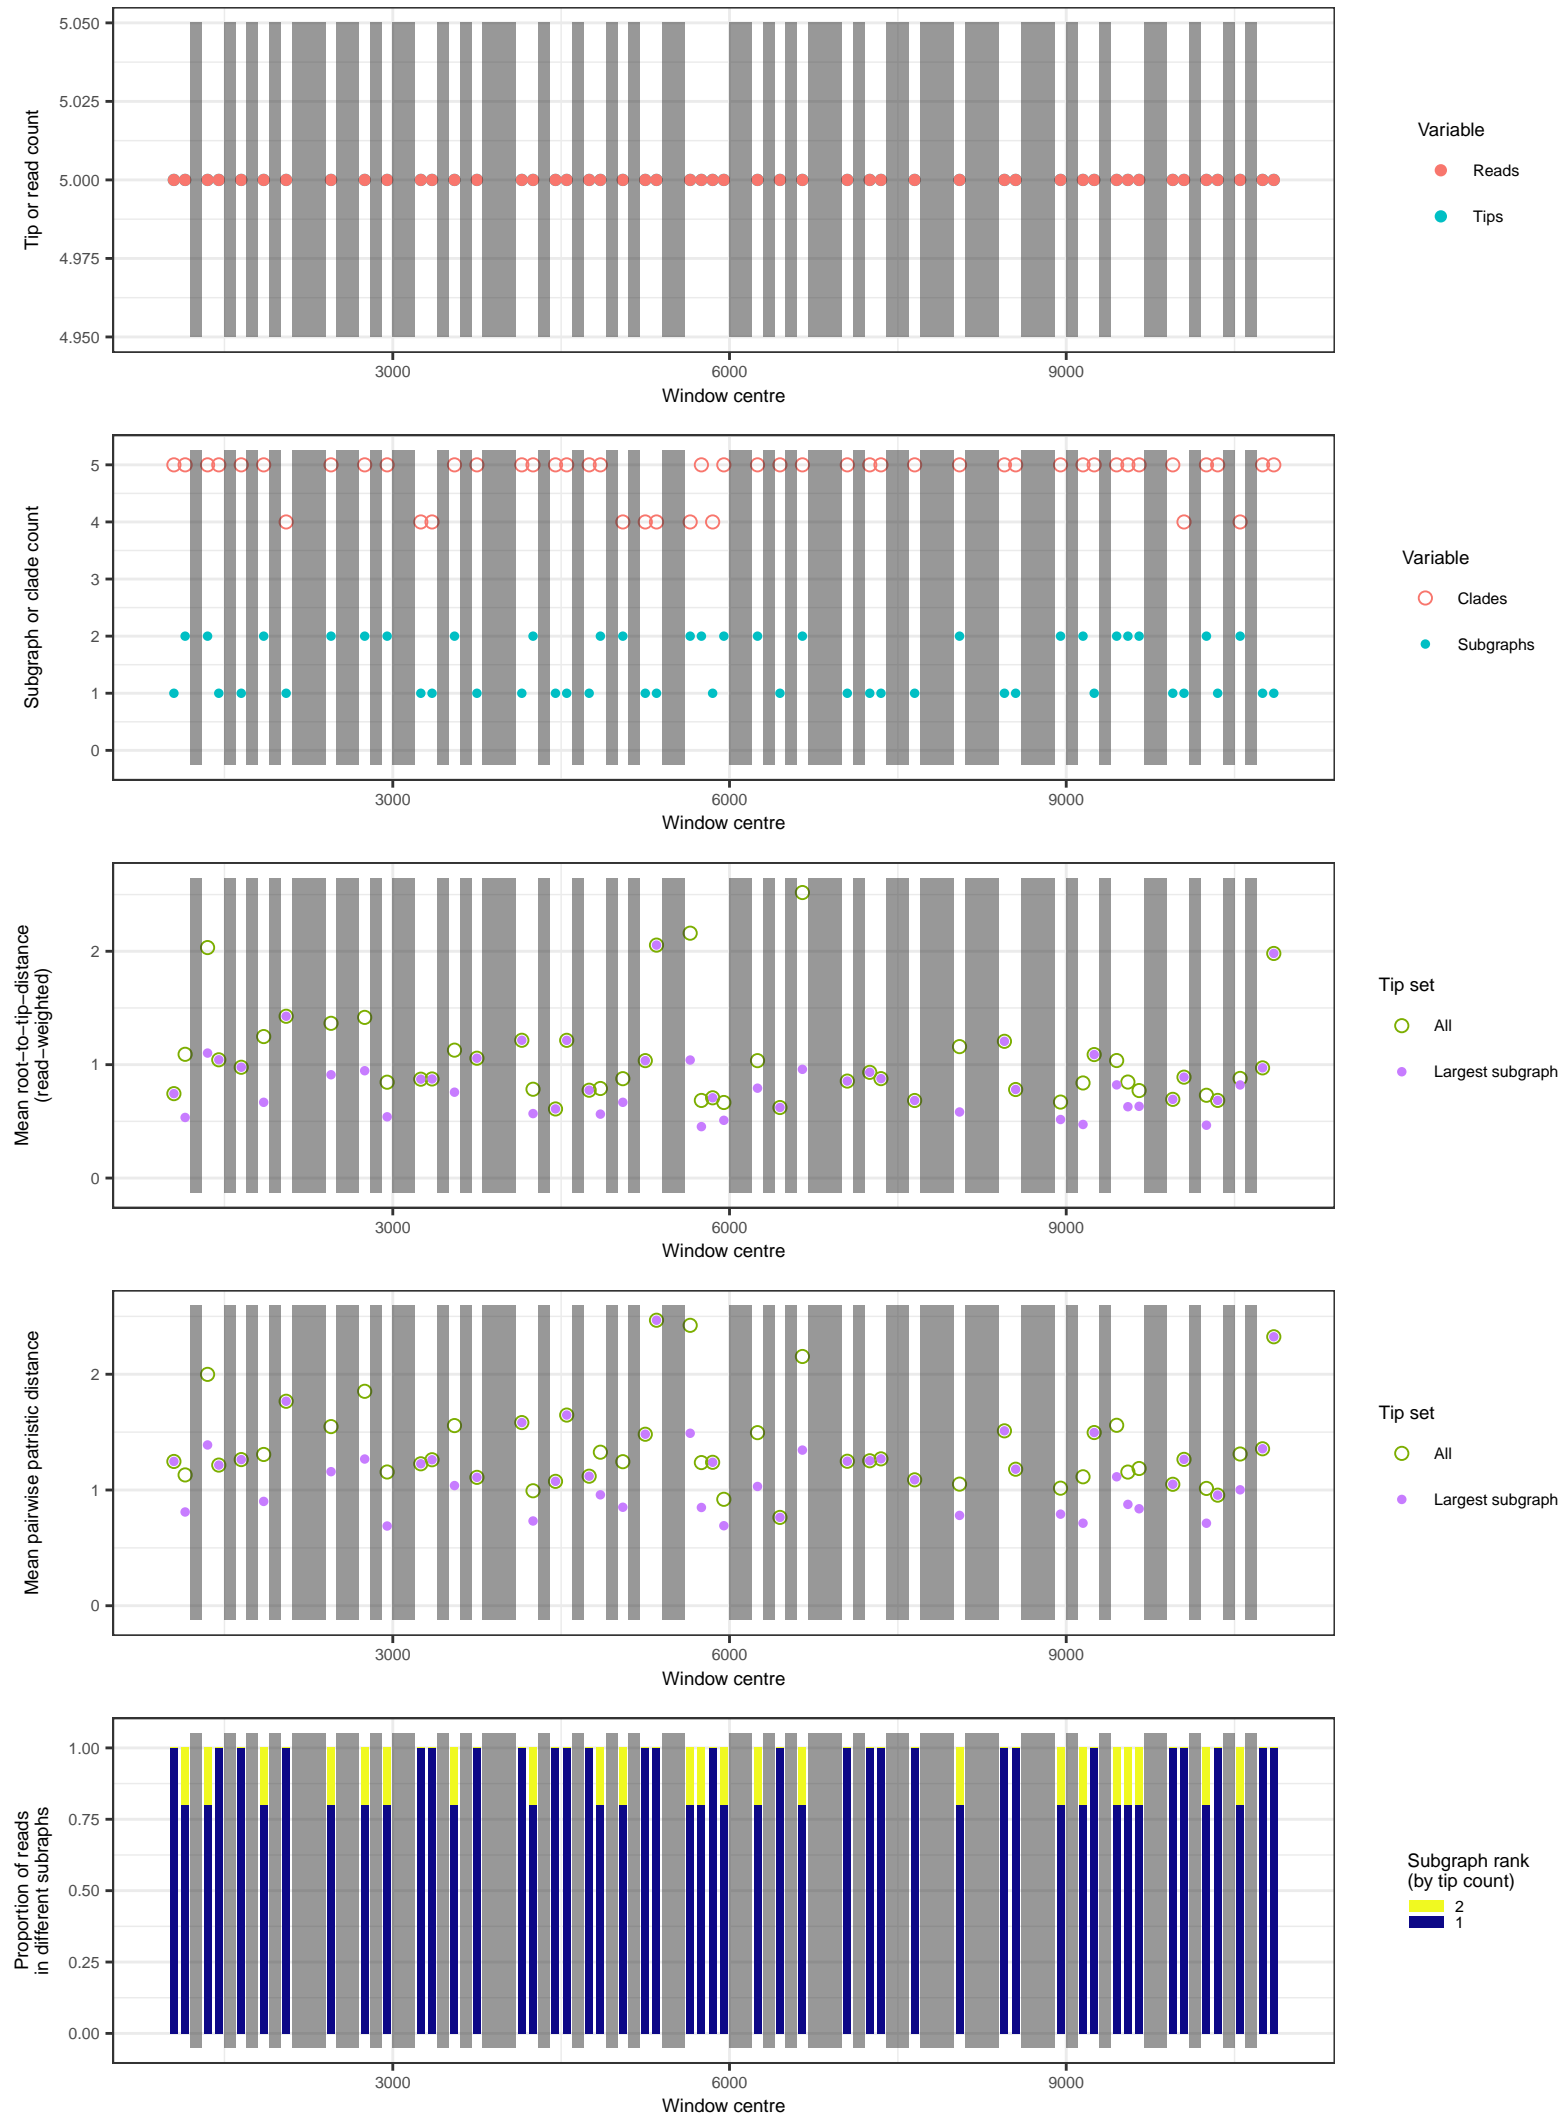 5.050
5.025
5.000
4.975
4.950
Tip or read count
3000 6000 9000
Window centre
Variable
Reads
Tips
5
4
3
2
1
0
Subgraph or clade count
3000 6000 9000
Window centre
Variable
Clades
Subgraphs
2
1
0
Mean root−to−tip−distance
(read−weighted)
3000 6000 9000
Window centre
Tip set
All
Largest subgraph
2
1
0
Mean pairwise patristic distance
3000 6000 9000
Window centre
Tip set
All
Largest subgraph
1.00
0.75
0.50
0.25
0.00
Proportion of reads
in different subraphs
3000 6000 9000
Window centre
Subgraph rank
(by tip count)
2
1